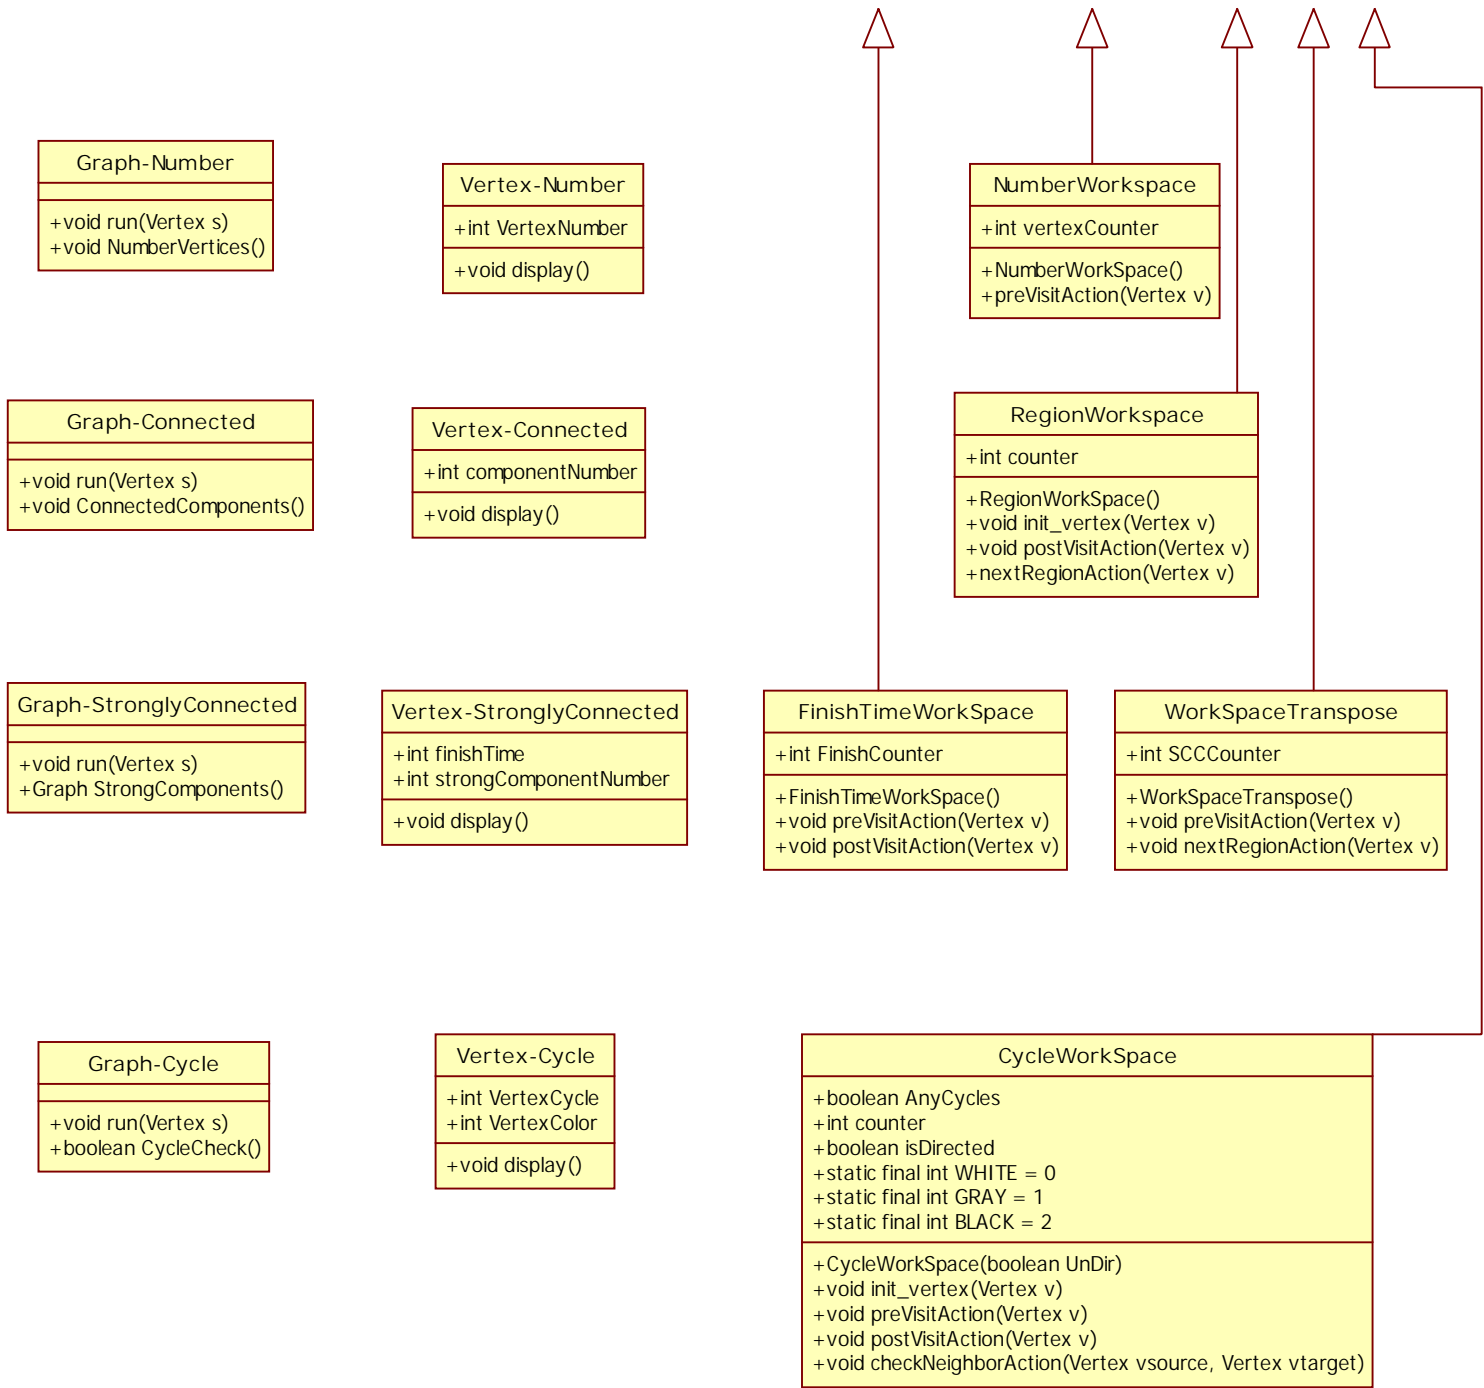 Graph-Number
+void run(Vertex s)
+void NumberVertices()
Vertex-Number
+int VertexNumber
+void display()
NumberWorkspace
+int vertexCounter
+NumberWorkSpace()
+preVisitAction(Vertex v)
Graph-Connected
+void run(Vertex s)
+void ConnectedComponents()
Vertex-Connected
+int componentNumber
+void display()
RegionWorkspace
+int counter
+RegionWorkSpace()
+void init_vertex(Vertex v)
+void postVisitAction(Vertex v)
+nextRegionAction(Vertex v)
Graph-StronglyConnected
+void run(Vertex s)
+Graph StrongComponents()
Vertex-StronglyConnected
+int finishTime
+int strongComponentNumber
+void display()
FinishTimeWorkSpace
+int FinishCounter
+FinishTimeWorkSpace()
+void preVisitAction(Vertex v)
+void postVisitAction(Vertex v)
WorkSpaceTranspose
+int SCCCounter
+WorkSpaceTranspose()
+void preVisitAction(Vertex v)
+void nextRegionAction(Vertex v)
Graph-Cycle
+void run(Vertex s)
+boolean CycleCheck()
Vertex-Cycle
+int VertexCycle
+int VertexColor
+void display()
CycleWorkSpace
+boolean AnyCycles
+int counter
+boolean isDirected
+static final int WHITE = 0
+static final int GRAY = 1
+static final int BLACK = 2
+CycleWorkSpace(boolean UnDir)
+void init_vertex(Vertex v)
+void preVisitAction(Vertex v)
+void postVisitAction(Vertex v)
+void checkNeighborAction(Vertex vsource, Vertex vtarget)